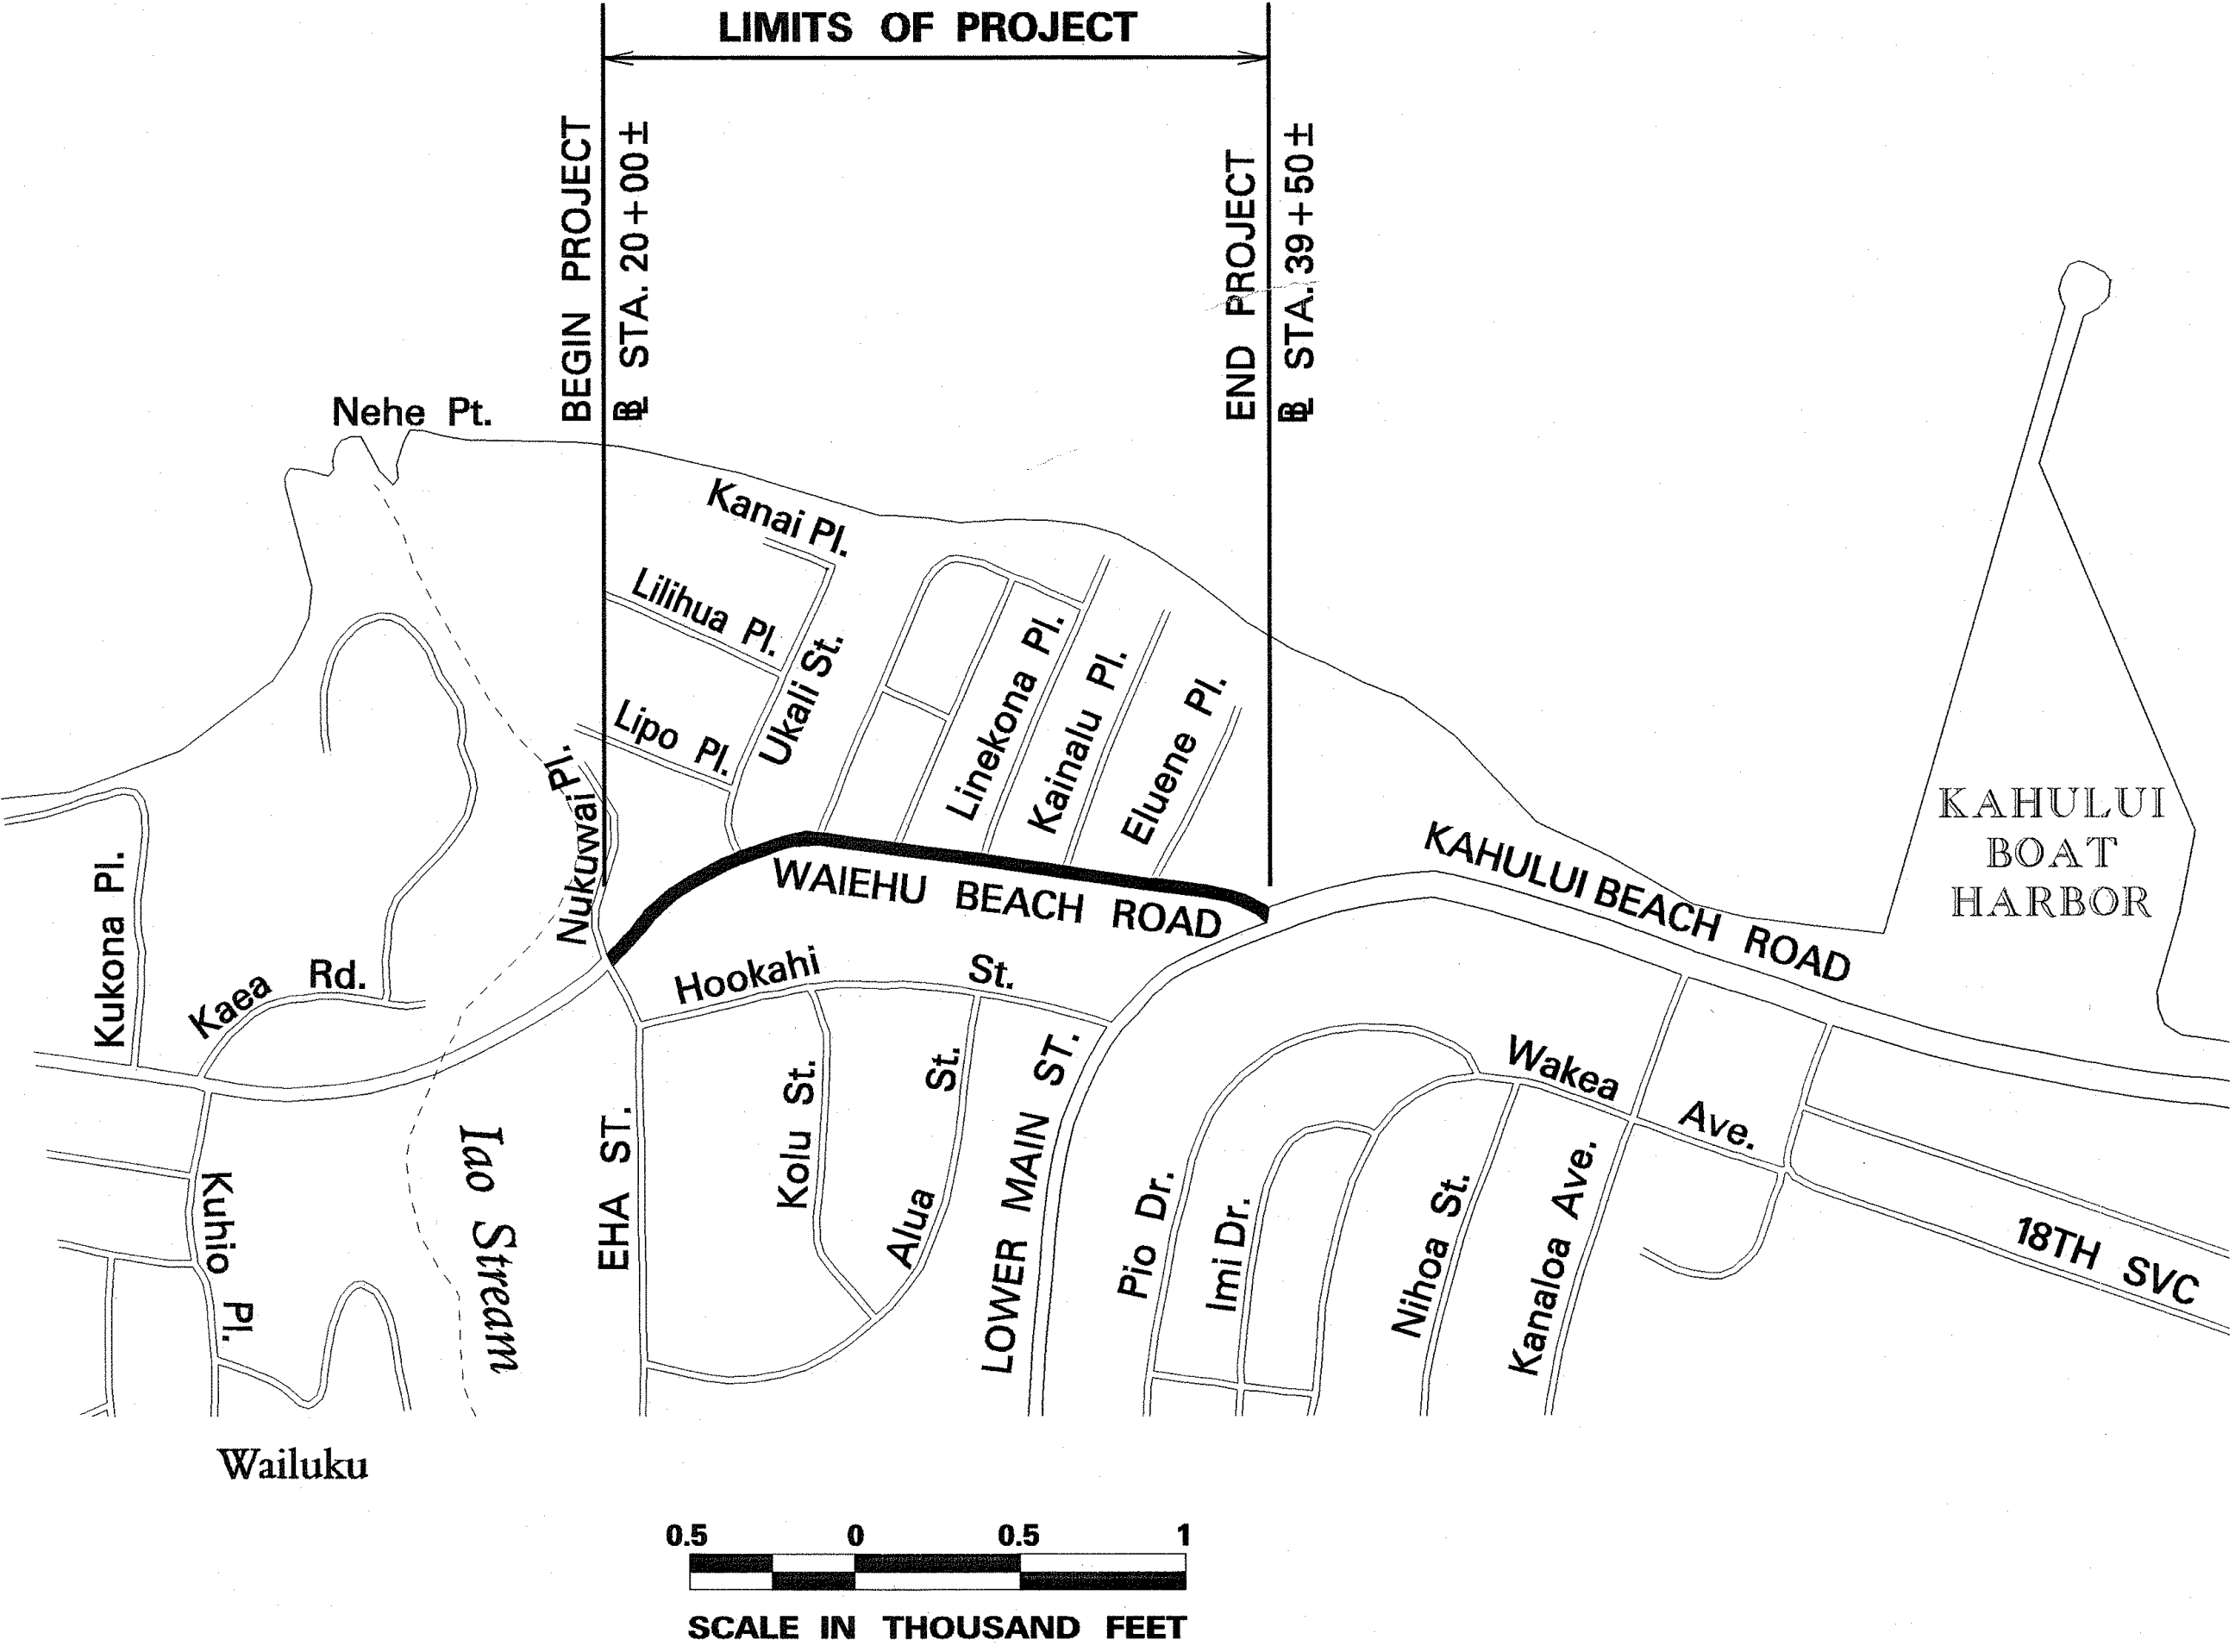 LIMITS OF PROJECT
BEGIN PROJECT
BL STA. 20+00±
END PROJECT
BL STA. 39+50±
Nehe Pt.
Kanai Pl.
Lilihua Pl.
Ukali St.
Lipo Pl.
Nukuwai Pl.
Linekona Pl.
Kainalu Pl.
Eluene Pl.
KAHULUI
BOAT
HARBOR
WAIEHU BEACH ROAD
KAHULUI BEACH ROAD
Kukona Pl.
Kaea Rd.
Hookahi St.
Kolu St.
Alua St.
EHA ST.
LOWER MAIN ST.
Wakea Ave.
Pio Dr.
Imi Dr.
Nihoa St.
Kanaloa Ave.
18TH SVC
Kuhio Pl.
Iao Stream
Wailuku
0.5 0 0.5 1
SCALE IN THOUSAND FEET